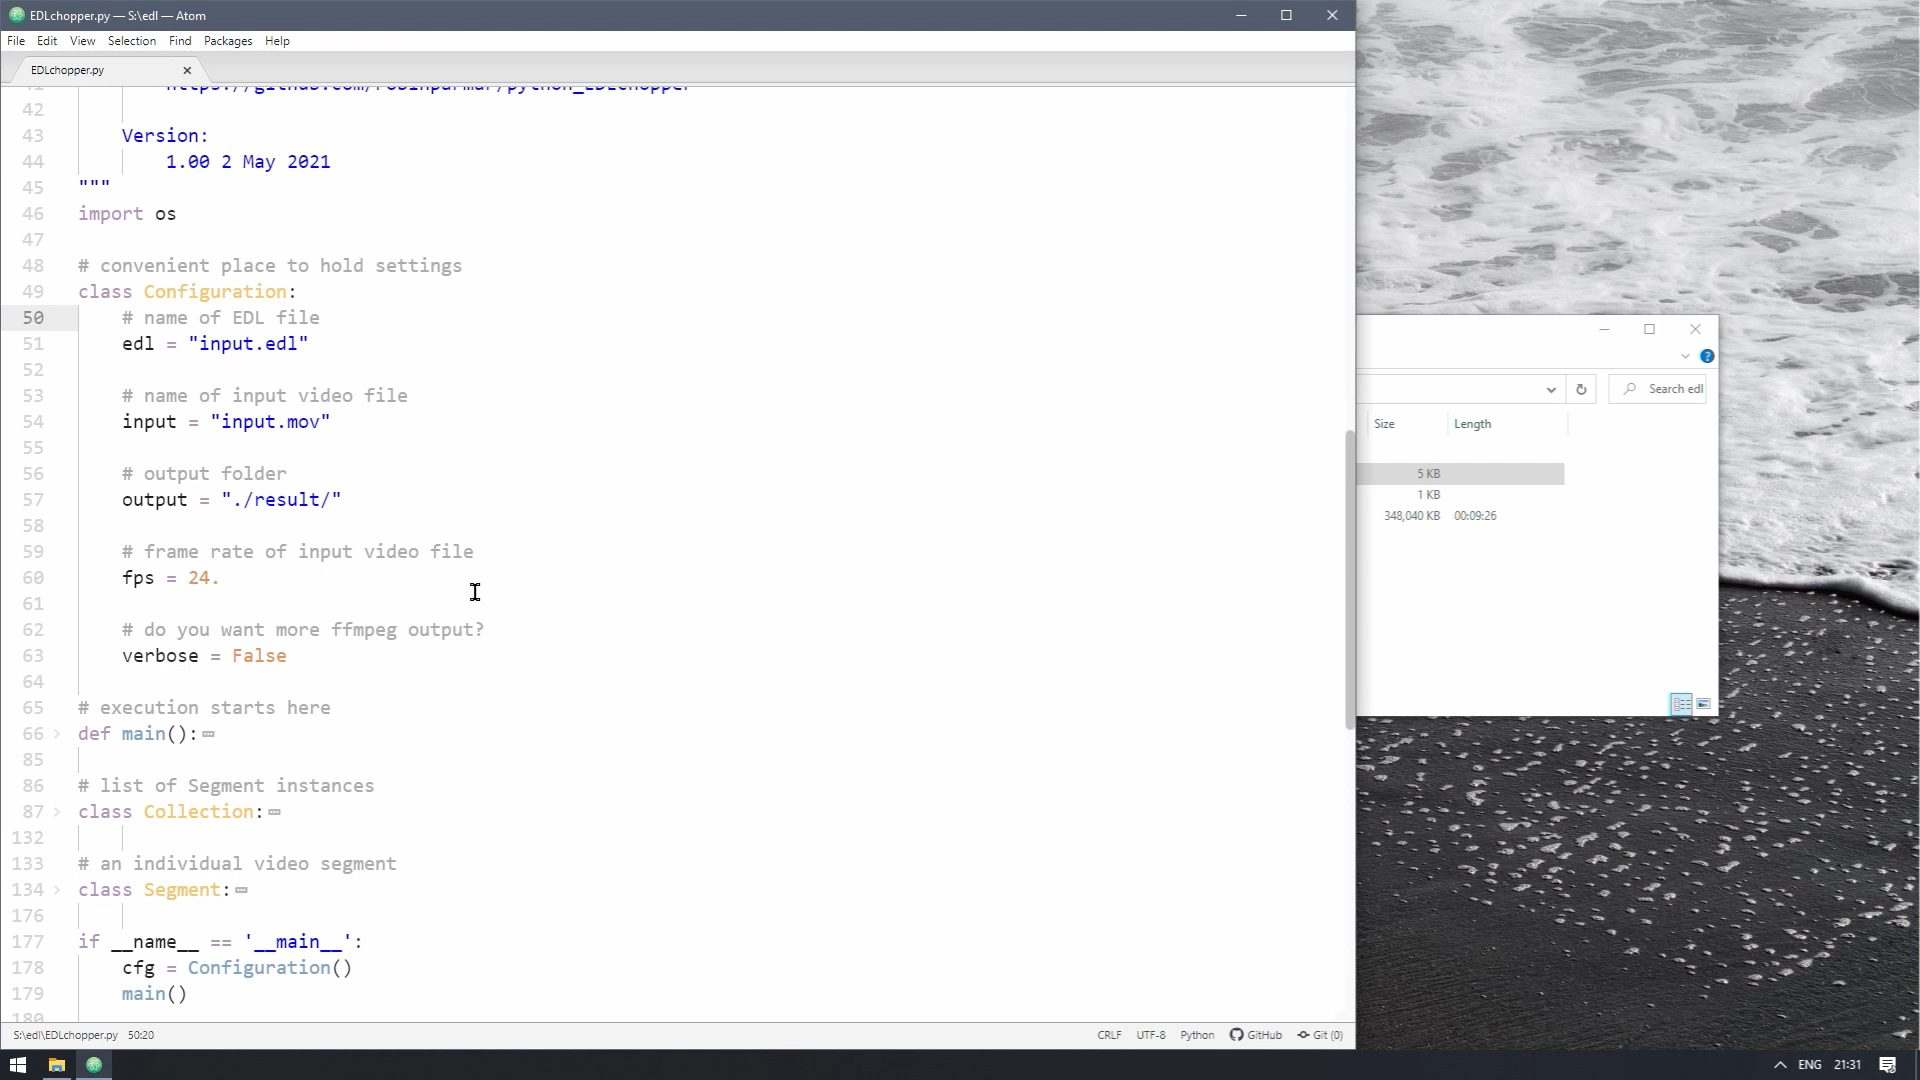 EDLchopper.py — S:\edl — Atom
File Edit View Selection Find Packages Help
EDLchopper.py
41 https://github.com/robinparmar/python_EDLchopper
42
43 Version:
44 1.00 2 May 2021
45 """
46 import os
47
48 # convenient place to hold settings
49 class Configuration:
50 # name of EDL file
51 edl = "input.edl"
52
53 # name of input video file
54 input = "input.mov"
55
56 # output folder
57 output = "./result/"
58
59 # frame rate of input video file
60 fps = 24.
61
62 # do you want more ffmpeg output?
63 verbose = False
64
65 # execution starts here
66 def main():
85
86 # list of Segment instances
87 class Collection:
132
133 # an individual video segment
134 class Segment:
176
177 if __name__ == '__main__':
178 cfg = Configuration()
179 main()
180
S:\edl\EDLchopper.py 50:20 CRLF UTF-8 Python GitHub Git (0)
Search edl
Size Length
5 KB
1 KB
348,040 KB 00:09:26
ENG 21:31